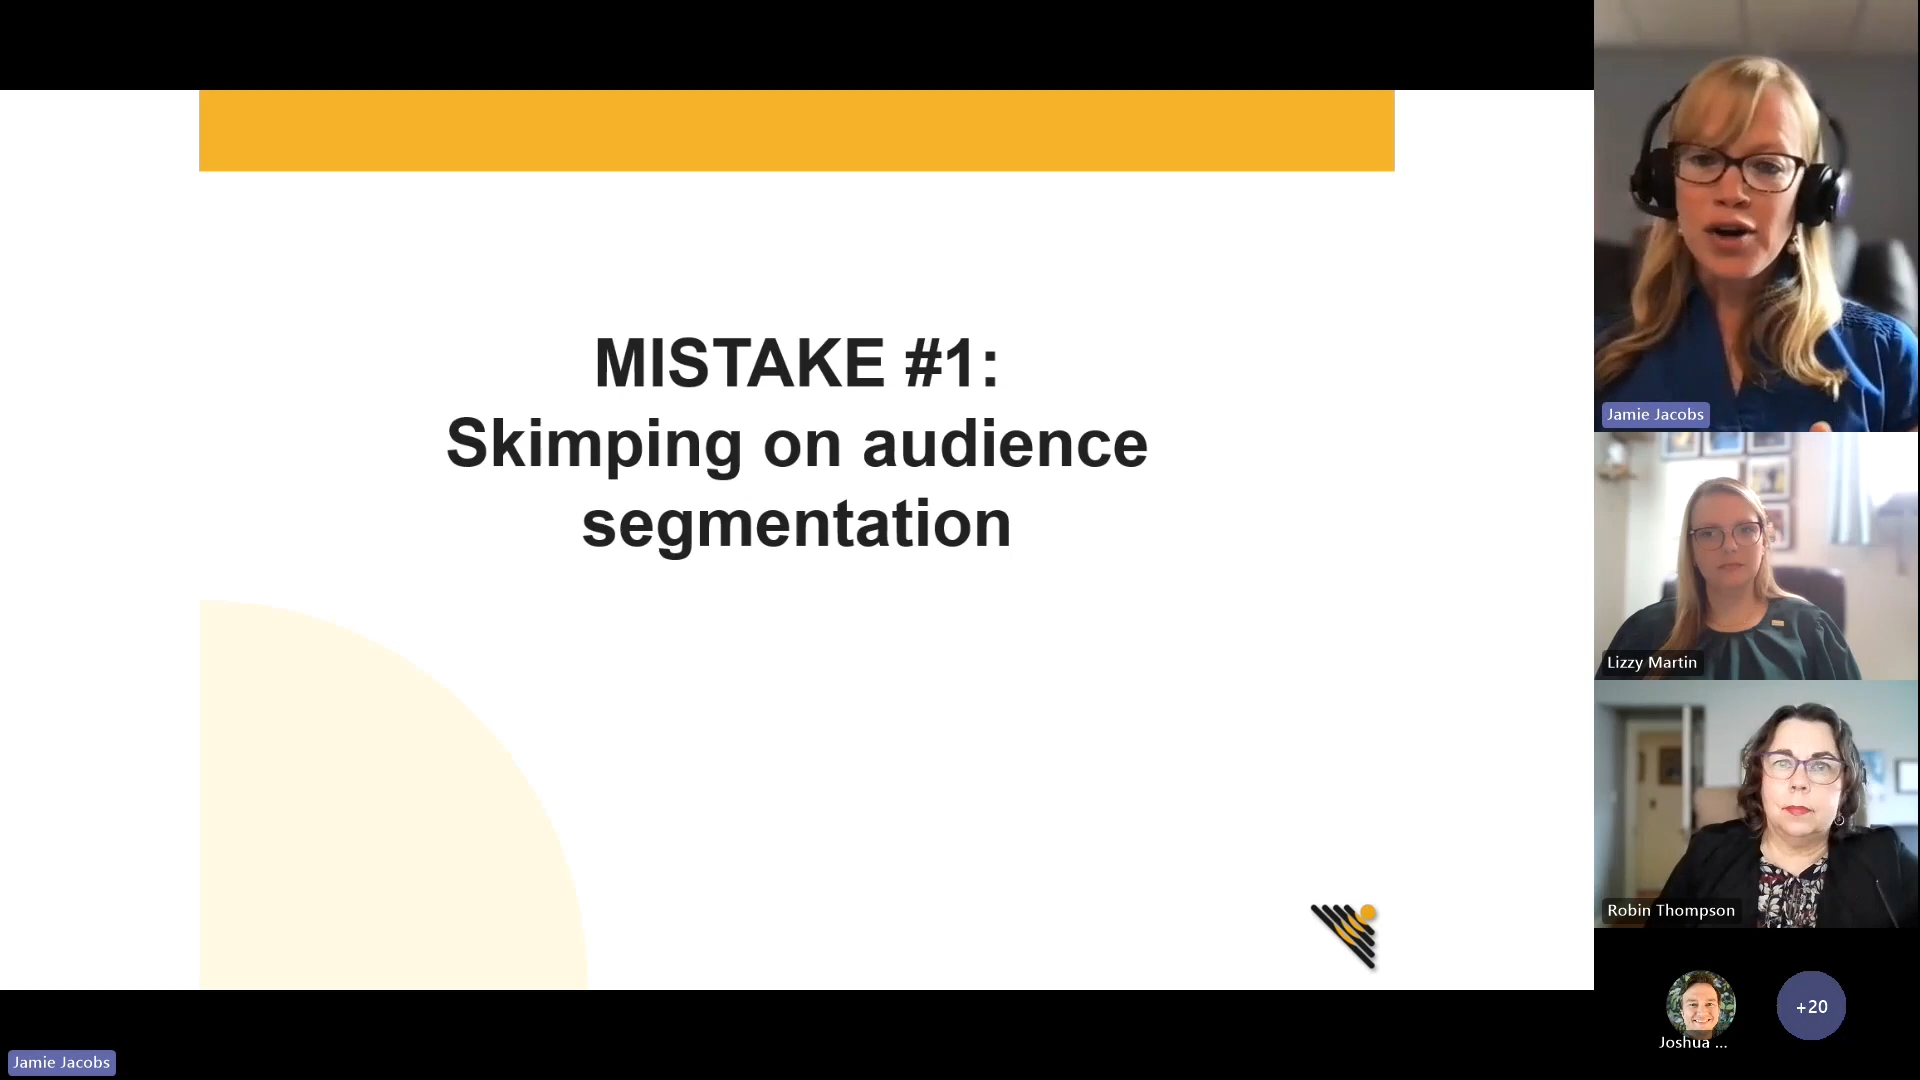 MISTAKE #1:
Skimping on audience
segmentation
Jamie Jacobs
Lizzy Martin
Robin Thompson
Joshua ...
+20
Jamie Jacobs